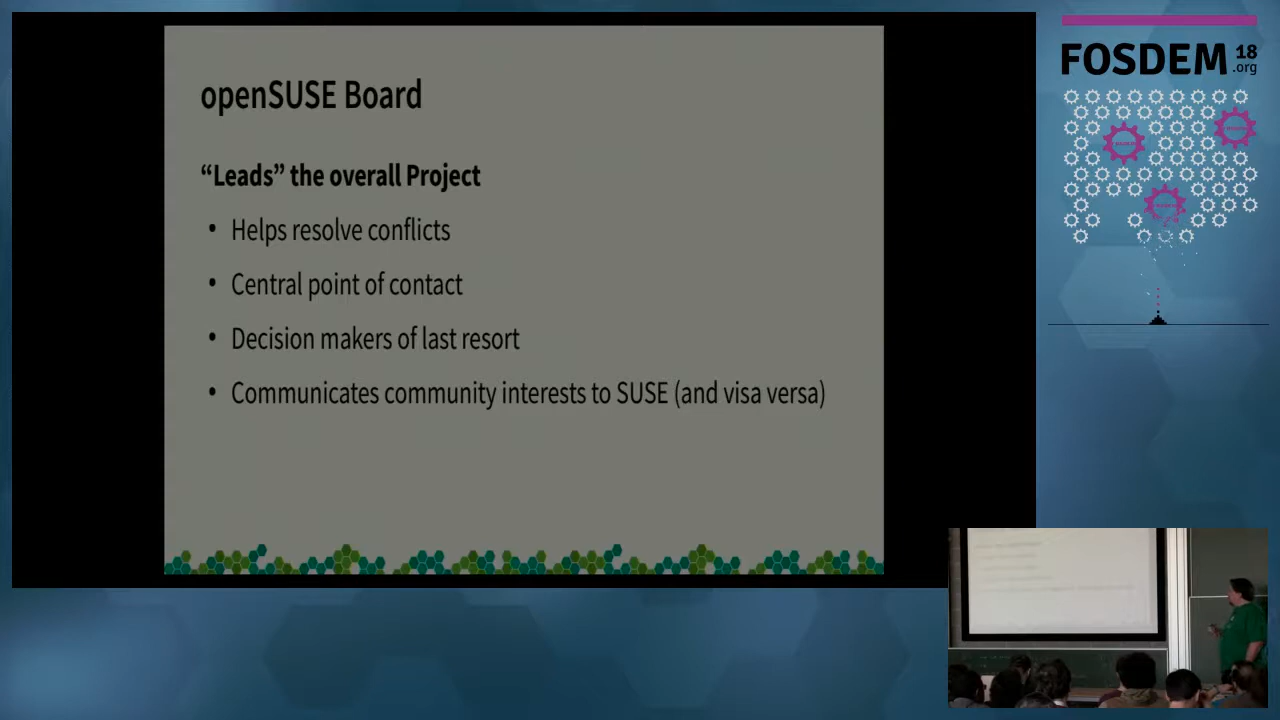 openSUSE Board
“Leads” the overall Project
• Helps resolve conflicts
• Central point of contact
• Decision makers of last resort
• Communicates community interests to SUSE (and visa versa)
FOSDEM 18
.org